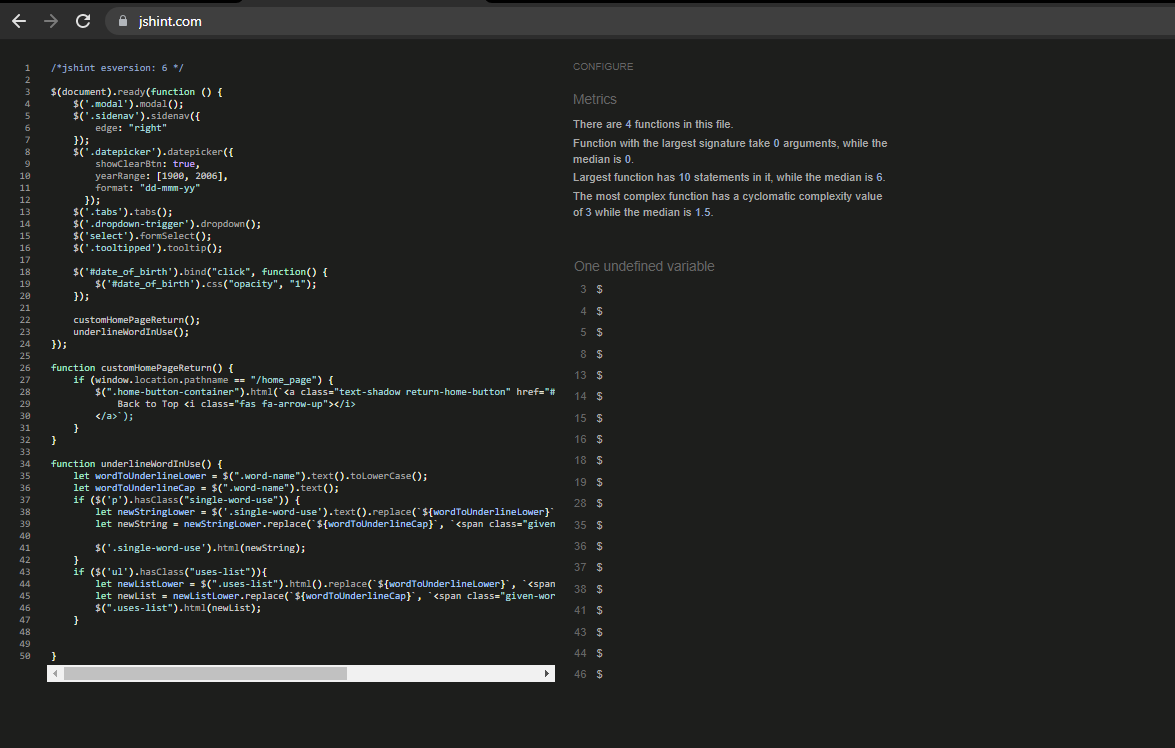 jshint.com
1 /*jshint esversion: 6 */
2
3 $(document).ready(function () {
4 $('.modal').modal();
5 $('.sidenav').sidenav({
6 edge: "right"
7 });
8 $('.datepicker').datepicker({
9 showClearBtn: true,
10 yearRange: [1900, 2006],
11 format: "dd-mmm-yy"
12 });
13 $('.tabs').tabs();
14 $('.dropdown-trigger').dropdown();
15 $('select').formSelect();
16 $('.tooltipped').tooltip();
17
18 $('#date_of_birth').bind("click", function() {
19 $('#date_of_birth').css("opacity", "1");
20 });
21
22 customHomePageReturn();
23 underlineWordInUse();
24 });
25
26 function customHomePageReturn() {
27 if (window.location.pathname == "/home_page") {
28 $(".home-button-container").html(`<a class="text-shadow return-home-button" href="#
29 Back to Top <i class="fas fa-arrow-up"></i>
30 </a>`);
31 }
32 }
33
34 function underlineWordInUse() {
35 let wordToUnderlineLower = $(".word-name").text().toLowerCase();
36 let wordToUnderlineCap = $(".word-name").text();
37 if ($('p').hasClass("single-word-use")) {
38 let newStringLower = $('.single-word-use').text().replace(`${wordToUnderlineLower}`
39 let newString = newStringLower.replace(`${wordToUnderlineCap}`, `<span class="given
40
41 $('.single-word-use').html(newString);
42 }
43 if ($('ul').hasClass("uses-list")){
44 let newListLower = $(".uses-list").html().replace(`${wordToUnderlineLower}`, `<span
45 let newList = newListLower.replace(`${wordToUnderlineCap}`, `<span class="given-wor
46 $(".uses-list").html(newList);
47 }
48
49
50 }
CONFIGURE
Metrics
There are 4 functions in this file.
Function with the largest signature take 0 arguments, while the
median is 0.
Largest function has 10 statements in it, while the median is 6.
The most complex function has a cyclomatic complexity value
of 3 while the median is 1.5.
One undefined variable
3 $
4 $
5 $
8 $
13 $
14 $
15 $
16 $
18 $
19 $
28 $
35 $
36 $
37 $
38 $
41 $
43 $
44 $
46 $